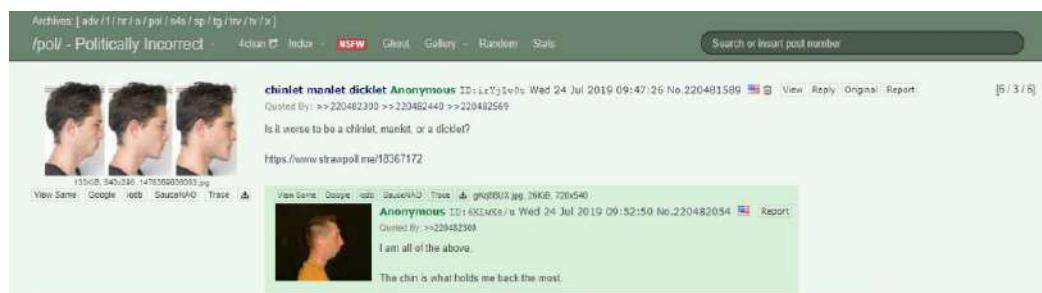 Archives: [ adv / f / hr / o / pol / s4s / sp / tg / trv / tv / x ]
/pol/ - Politically Incorrect
4chan Index NSFW Ghost Gallery Random Stats
Search or insert post number
chinlet manlet dicklet Anonymous Wed 24 Jul 2019 09:47:26 No.220481589 View Reply Original Report [6 / 3 / 6]
Quoted By: >>220482300 >>220482440 >>220482569
Is it worse to be a chinlet, manlet, or a dicklet?
https://www.strawpoll.me/18367172
View Same Google iqdb SauceNAO Trace
View Same Google iqdb SauceNAO Trace 26KiB, 720x540
Anonymous Wed 24 Jul 2019 09:52:50 No.220482054 Report
Quoted By: >>220482309
I am all of the above.
The chin is what holds me back the most.